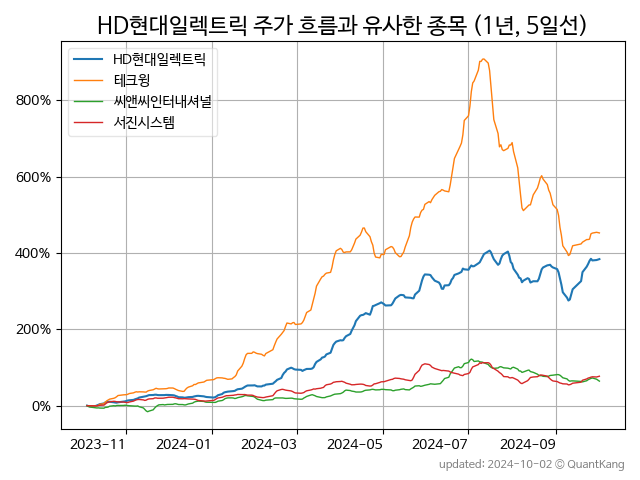 HD현대일렉트릭 주가 흐름과 유사한 종목 (1년, 5일선)
HD현대일렉트릭
테크윙
씨앤씨인터내셔널
서진시스템
800%
600%
400%
200%
0%
2023-11 2024-01 2024-03 2024-05 2024-07 2024-09
updated: 2024-10-02 © QuantKang